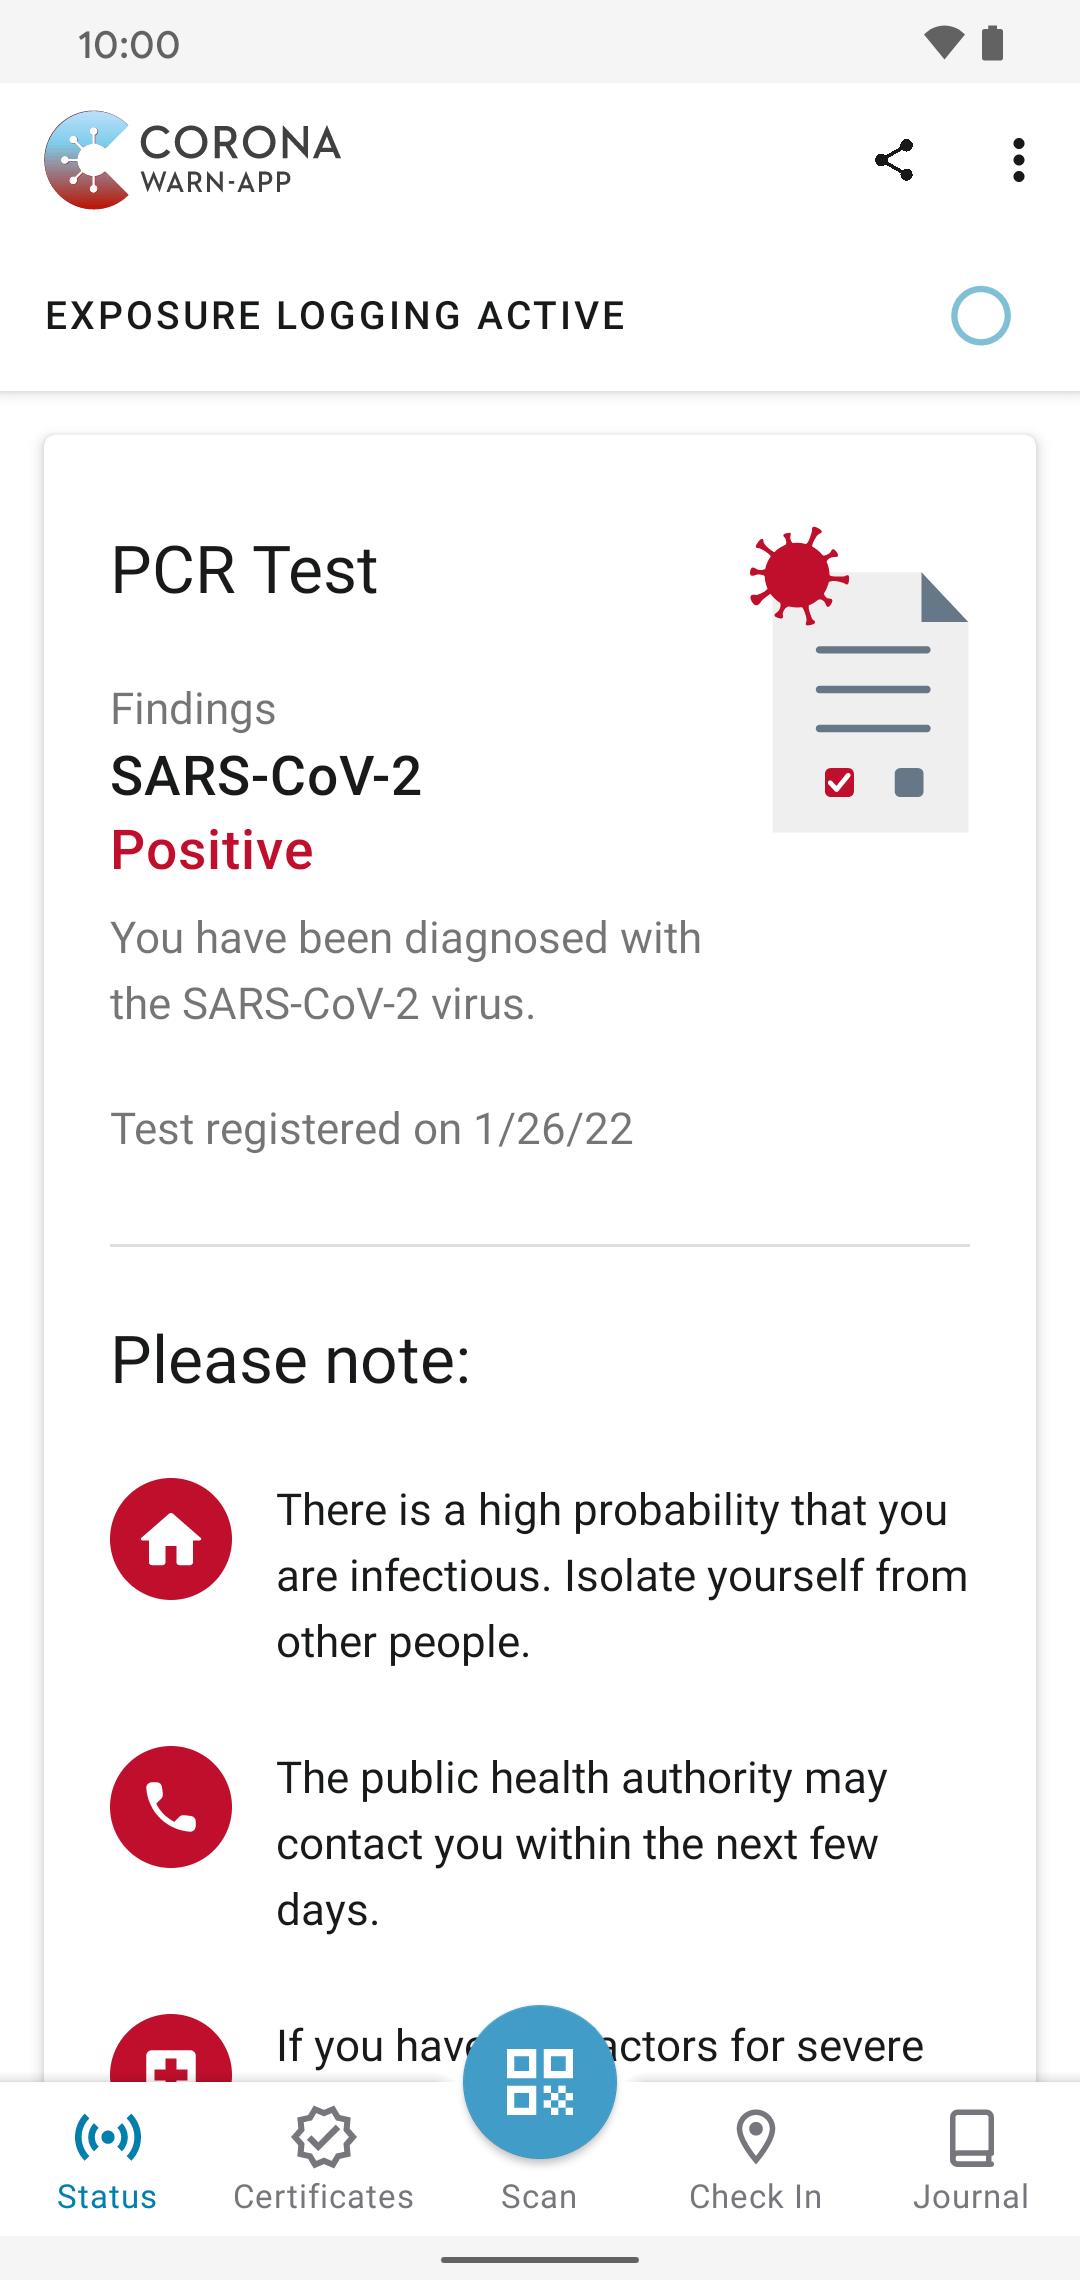 10:00
CORONA
WARN-APP
EXPOSURE LOGGING ACTIVE
PCR Test
Findings
SARS-CoV-2
Positive
You have been diagnosed with
the SARS-CoV-2 virus.
Test registered on 1/26/22
Please note:
There is a high probability that you
are infectious. Isolate yourself from
other people.
The public health authority may
contact you within the next few
days.
If you have actors for severe
Status
Certificates
Scan
Check In
Journal